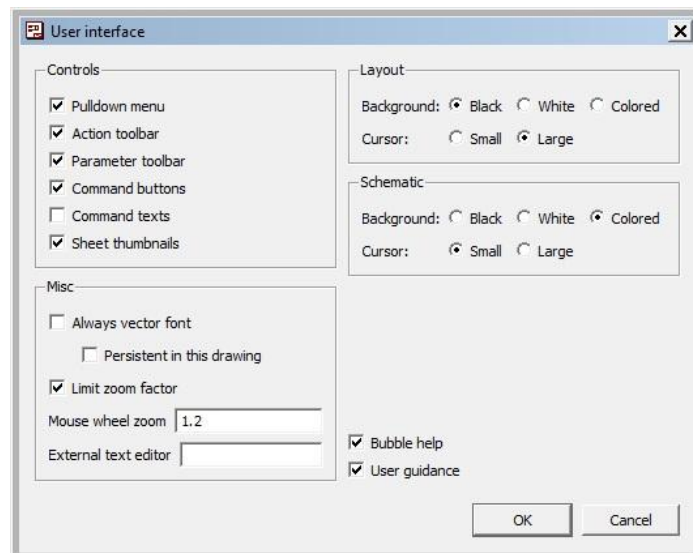 User interface
Controls
Pulldown menu
Action toolbar
Parameter toolbar
Command buttons
Command texts
Sheet thumbnails
Layout
Background: Black White Colored
Cursor: Small Large
Schematic
Background: Black White Colored
Cursor: Small Large
Misc
Always vector font
Persistent in this drawing
Limit zoom factor
Mouse wheel zoom 1.2
External text editor
Bubble help
User guidance
OK Cancel